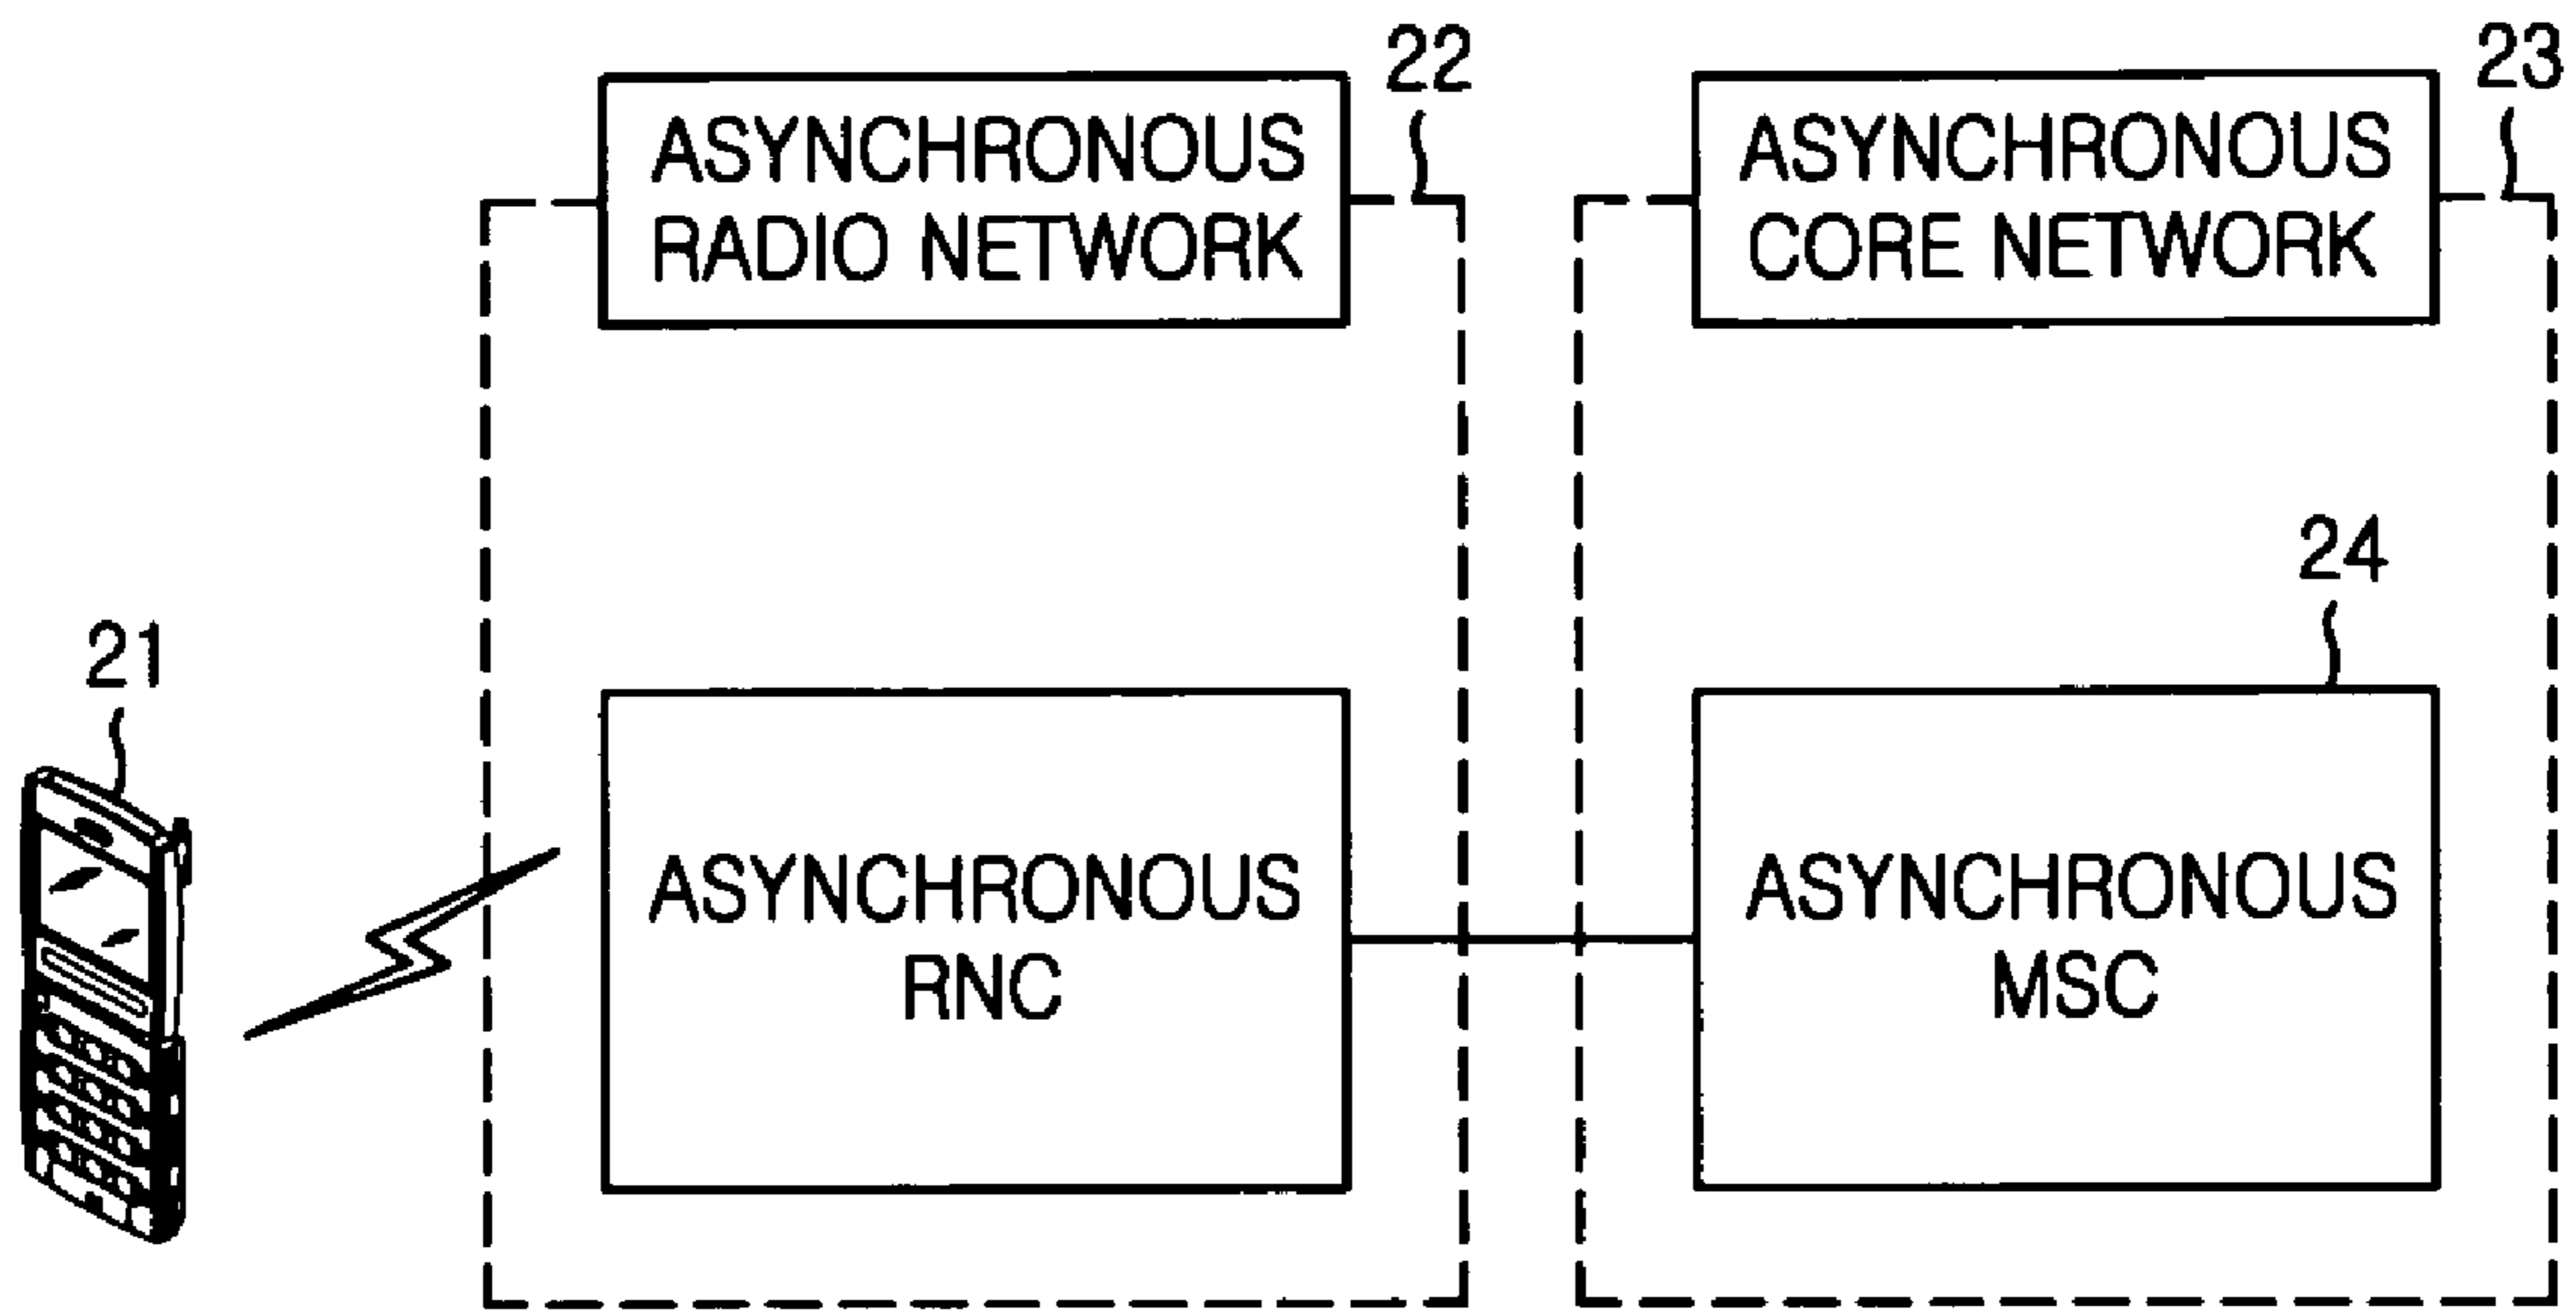 22
23
ASYNCHRONOUS
RADIO NETWORK
ASYNCHRONOUS
CORE NETWORK
24
21
ASYNCHRONOUS
RNC
ASYNCHRONOUS
MSC